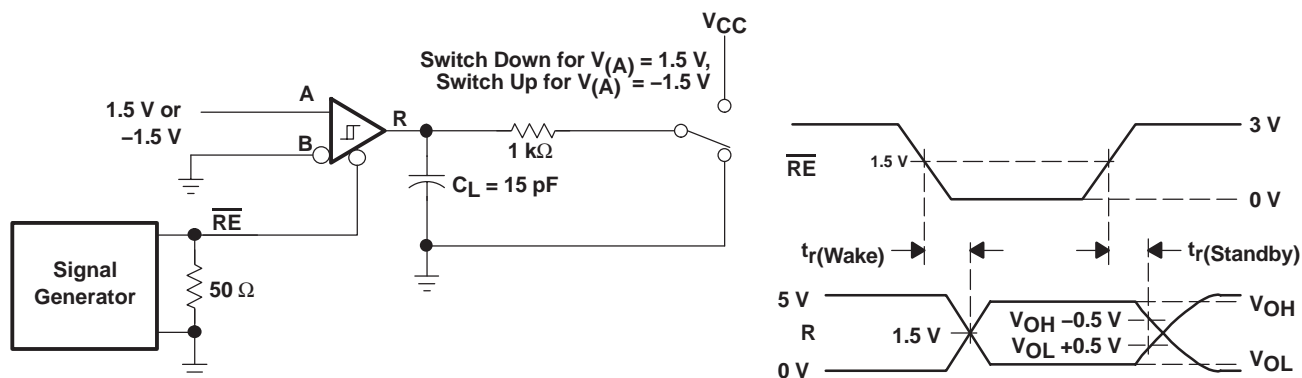 VCC
Switch Down for V(A) = 1.5 V,
Switch Up for V(A) = −1.5 V
A
1.5 V or
−1.5 V
R
B
1 kΩ
CL = 15 pF
RE
Signal
Generator
50 Ω
3 V
1.5 V
RE
0 V
tr(Wake)
tr(Standby)
5 V
VOH
VOH −0.5 V
R
1.5 V
VOL +0.5 V
0 V
VOL